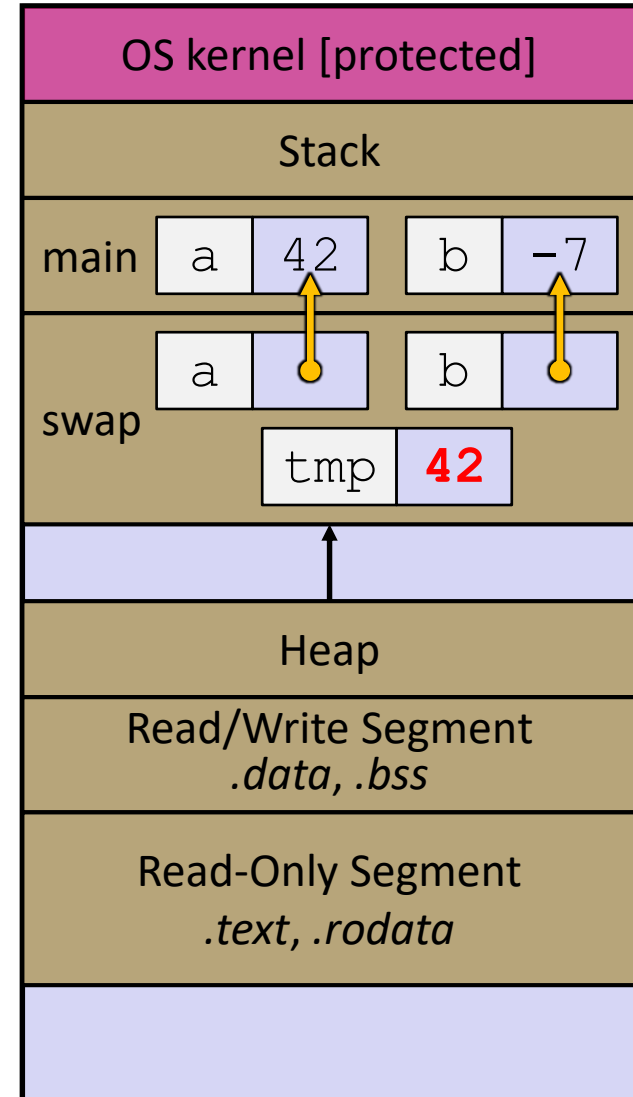 OS kernel [protected]
Stack
main a 42 b -7
swap a b
tmp 42
Heap
Read/Write Segment
.data, .bss
Read-Only Segment
.text, .rodata